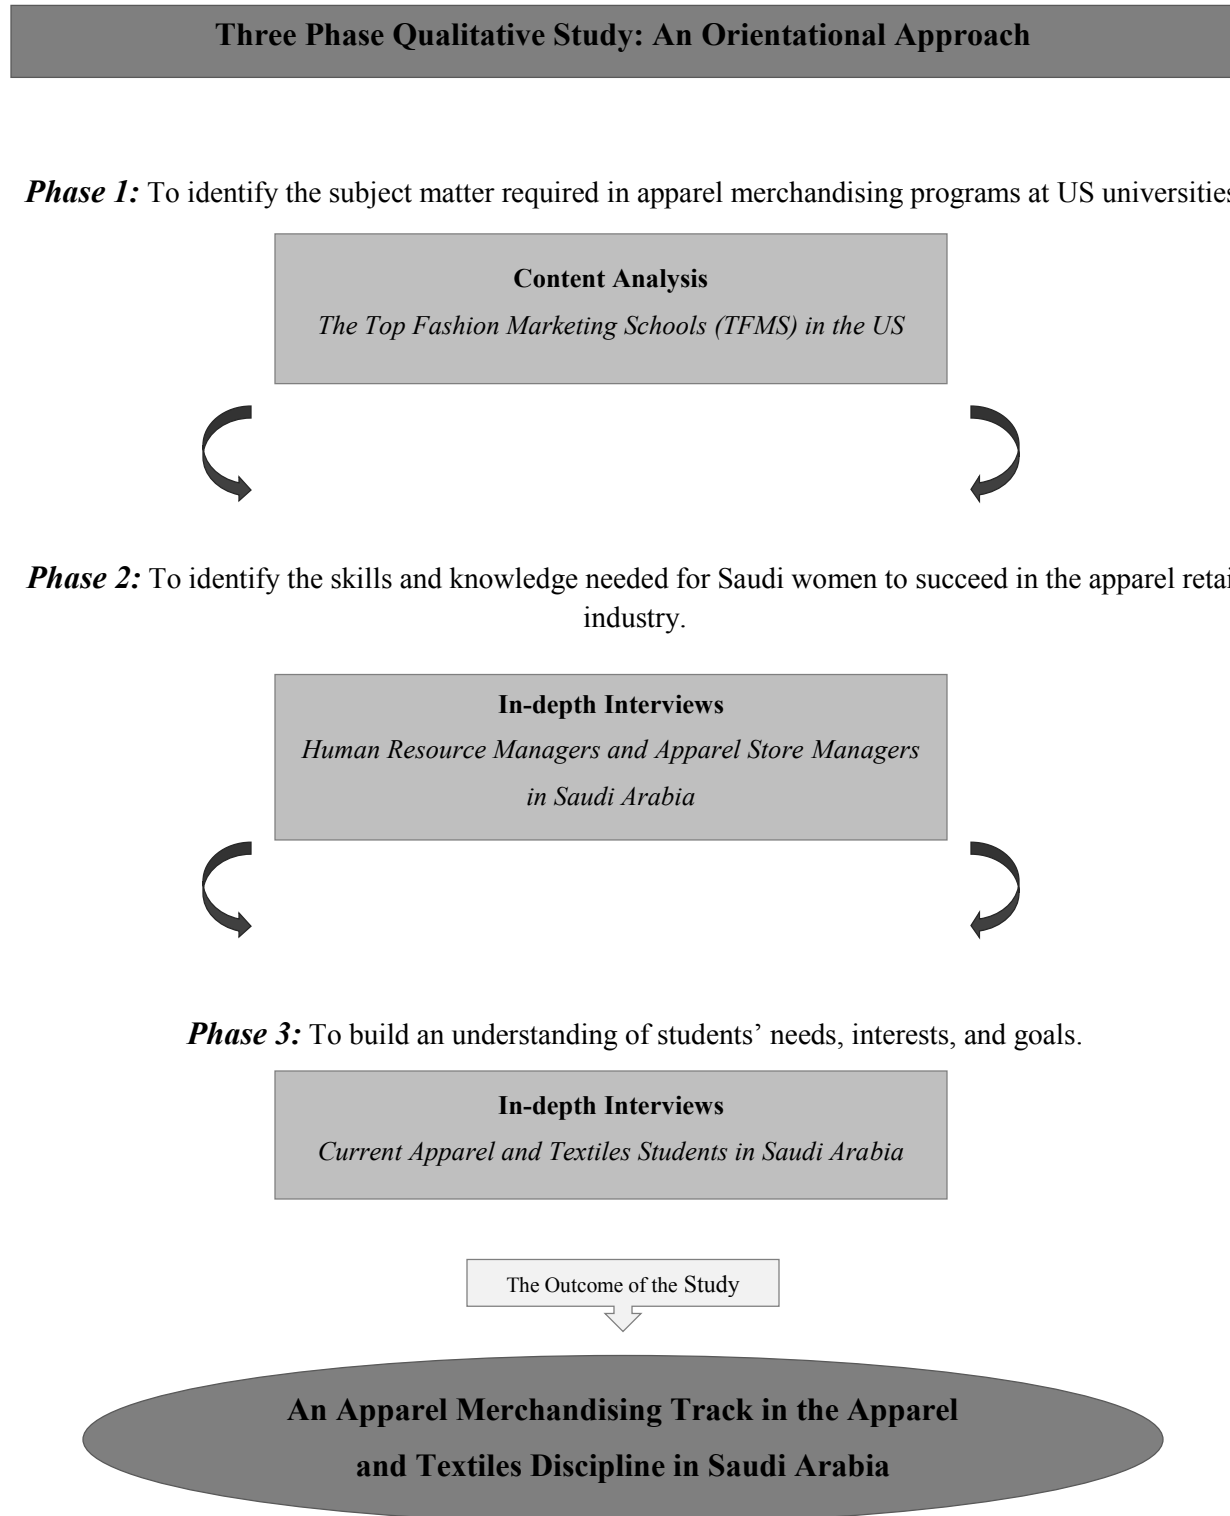 Three Phase Qualitative Study: An Orientational Approach
Phase 1: To identify the subject matter required in apparel merchandising programs at US universities
Content Analysis
The Top Fashion Marketing Schools (TFMS) in the US
Phase 2: To identify the skills and knowledge needed for Saudi women to succeed in the apparel retai
industry.
In-depth Interviews
Human Resource Managers and Apparel Store Managers
in Saudi Arabia
Phase 3: To build an understanding of students’ needs, interests, and goals.
In-depth Interviews
Current Apparel and Textiles Students in Saudi Arabia
The Outcome of the Study
An Apparel Merchandising Track in the Apparel
and Textiles Discipline in Saudi Arabia